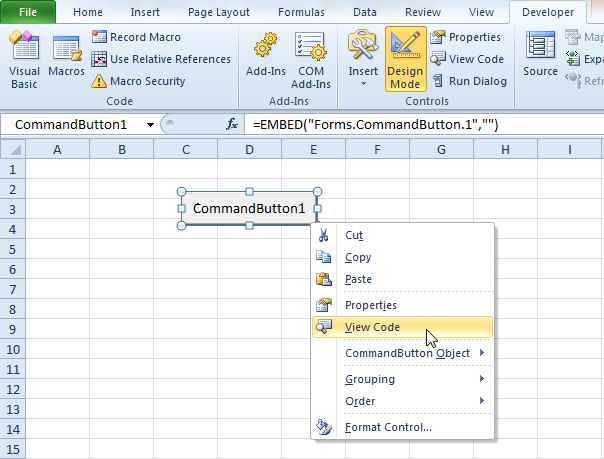 File Home Insert Page Layout Formulas Data Review View Developer
Visual Basic
Macros
Record Macro
Use Relative References
Macro Security
Code
Add-Ins
COM Add-Ins
Add-Ins
Insert
Design Mode
Properties
View Code
Run Dialog
Controls
Source
Map
Expa
Refr
CommandButton1 fx =EMBED("Forms.CommandButton.1","")
A B C D E F G H I
1
2
3
4
5
6
7
8
9
10
11
12
13
14
15
CommandButton1
Cut
Copy
Paste
Properties
View Code
CommandButton Object
Grouping
Order
Format Control...